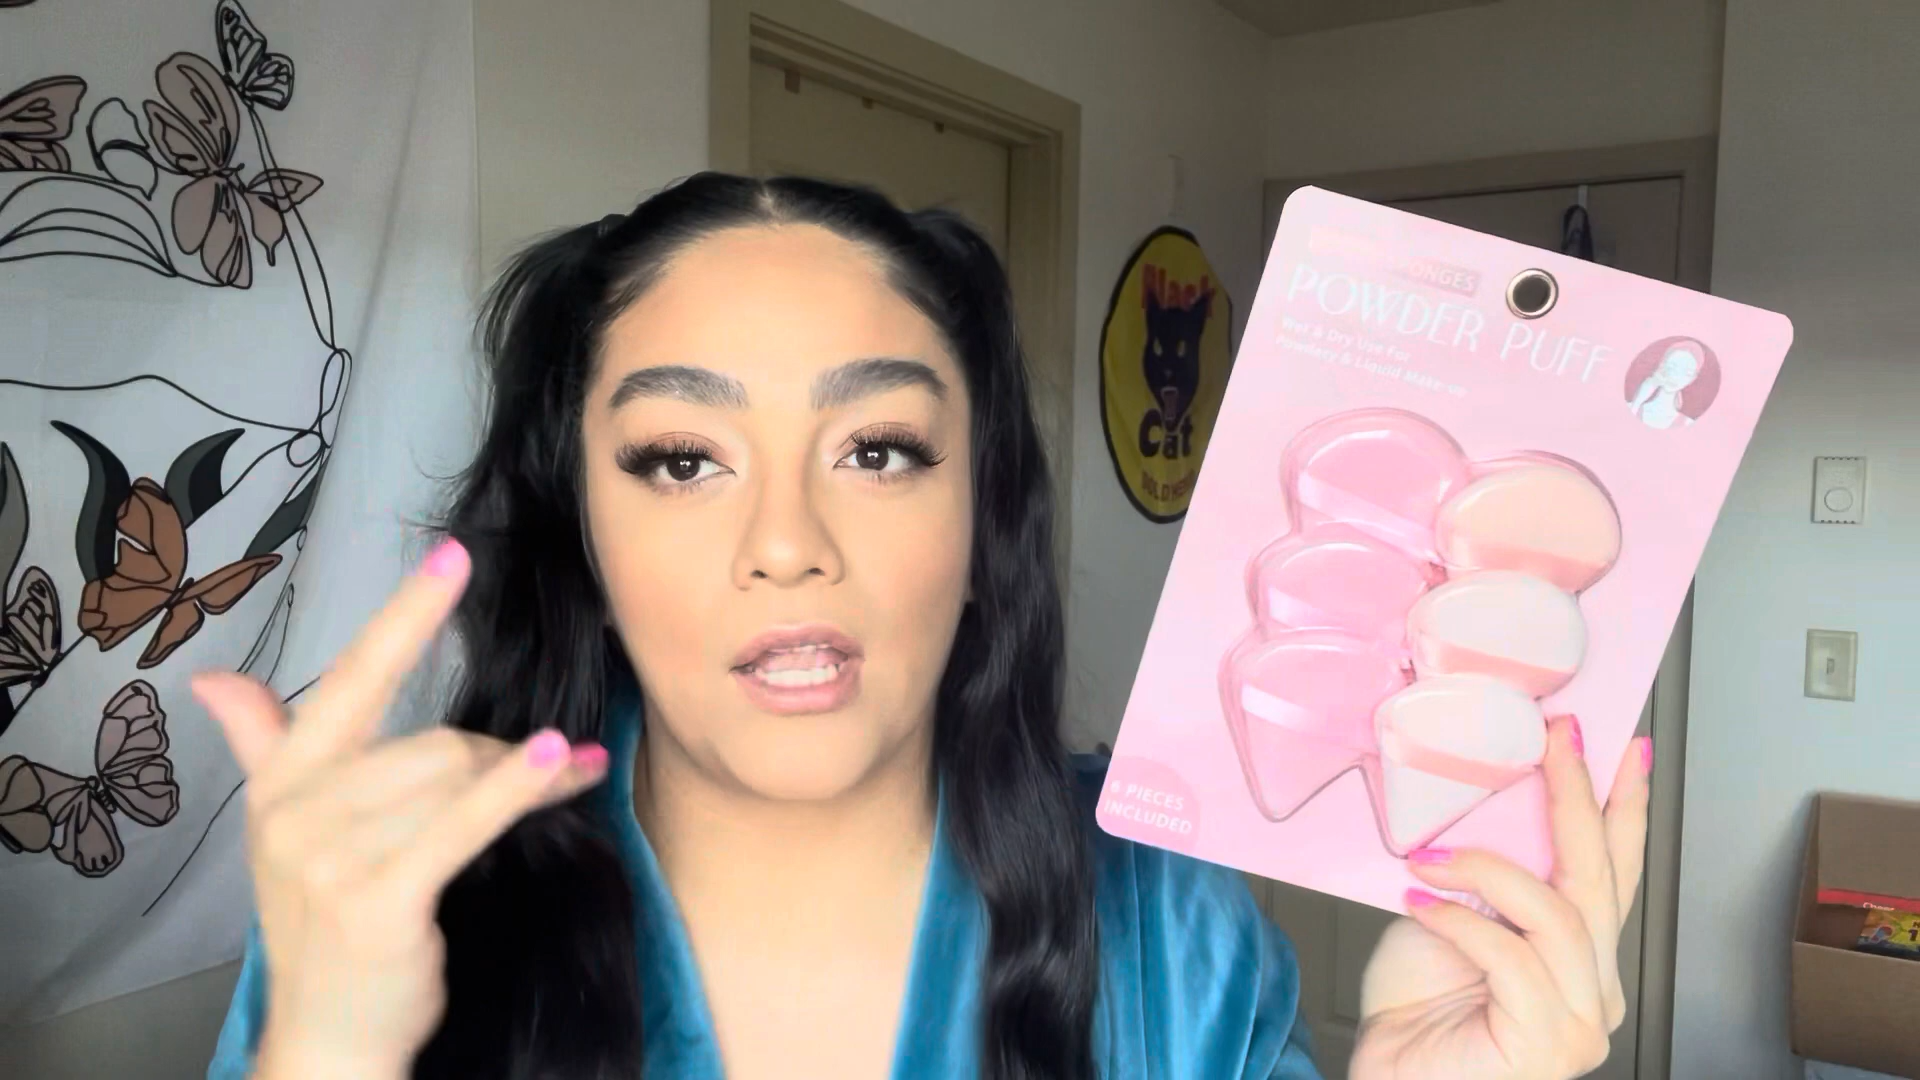 Black
Cat
POWDER PUFF
Wet & Dry Use For
Powdery & Liquid Make-up
6 PIECES
INCLUDED